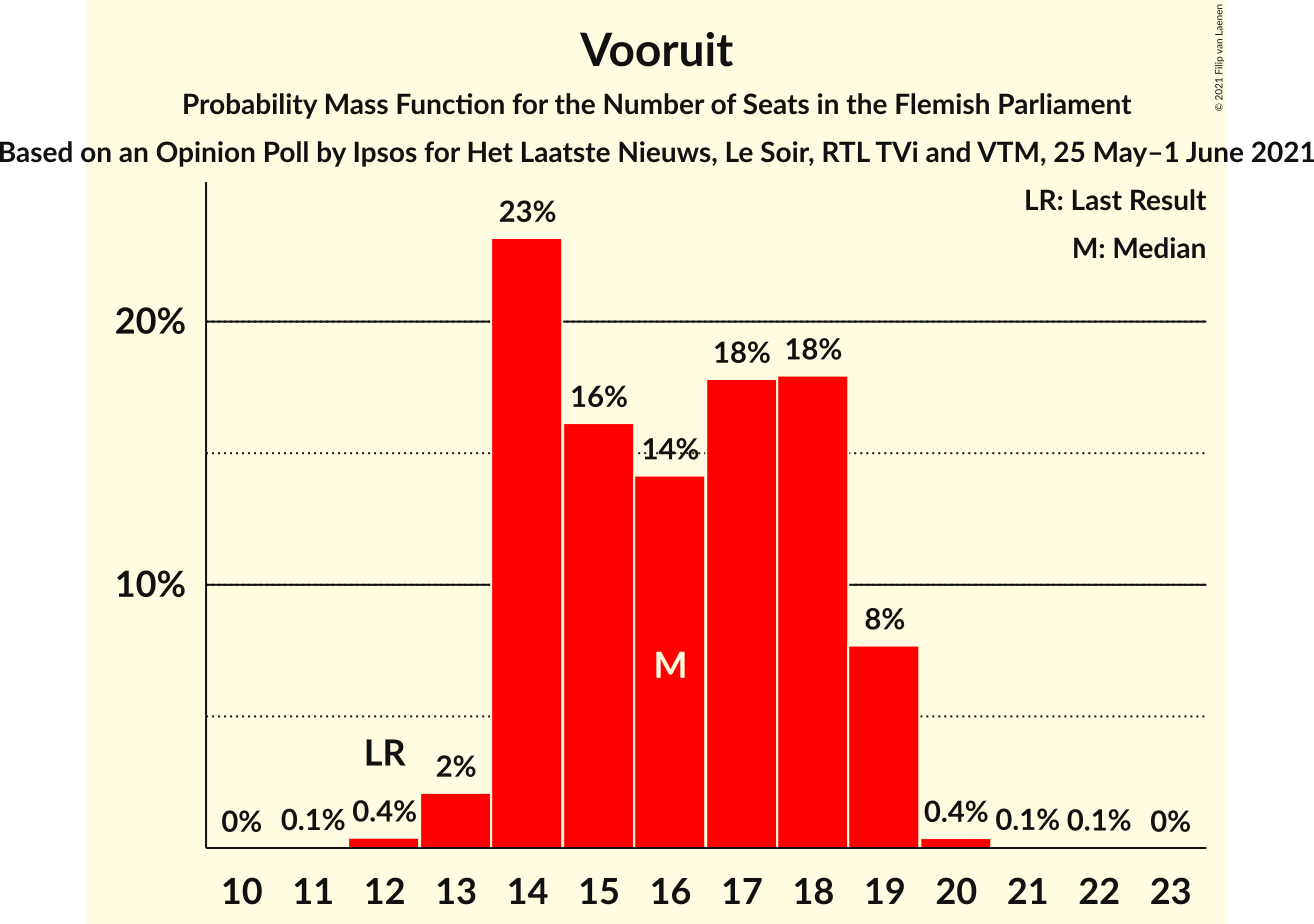 Vooruit
Probability Mass Function for the Number of Seats in the Flemish Parliament
Based on an Opinion Poll by Ipsos for Het Laatste Nieuws, Le Soir, RTL TVi and VTM, 25 May–1 June 2021
© 2021 Filip van Laenen
LR: Last Result
M: Median
23%
20%
18%
18%
16%
14%
10%
8%
M
LR
2%
0%
0.1%
0.4%
0.4%
0.1%
0.1%
0%
10 11 12 13 14 15 16 17 18 19 20 21 22 23